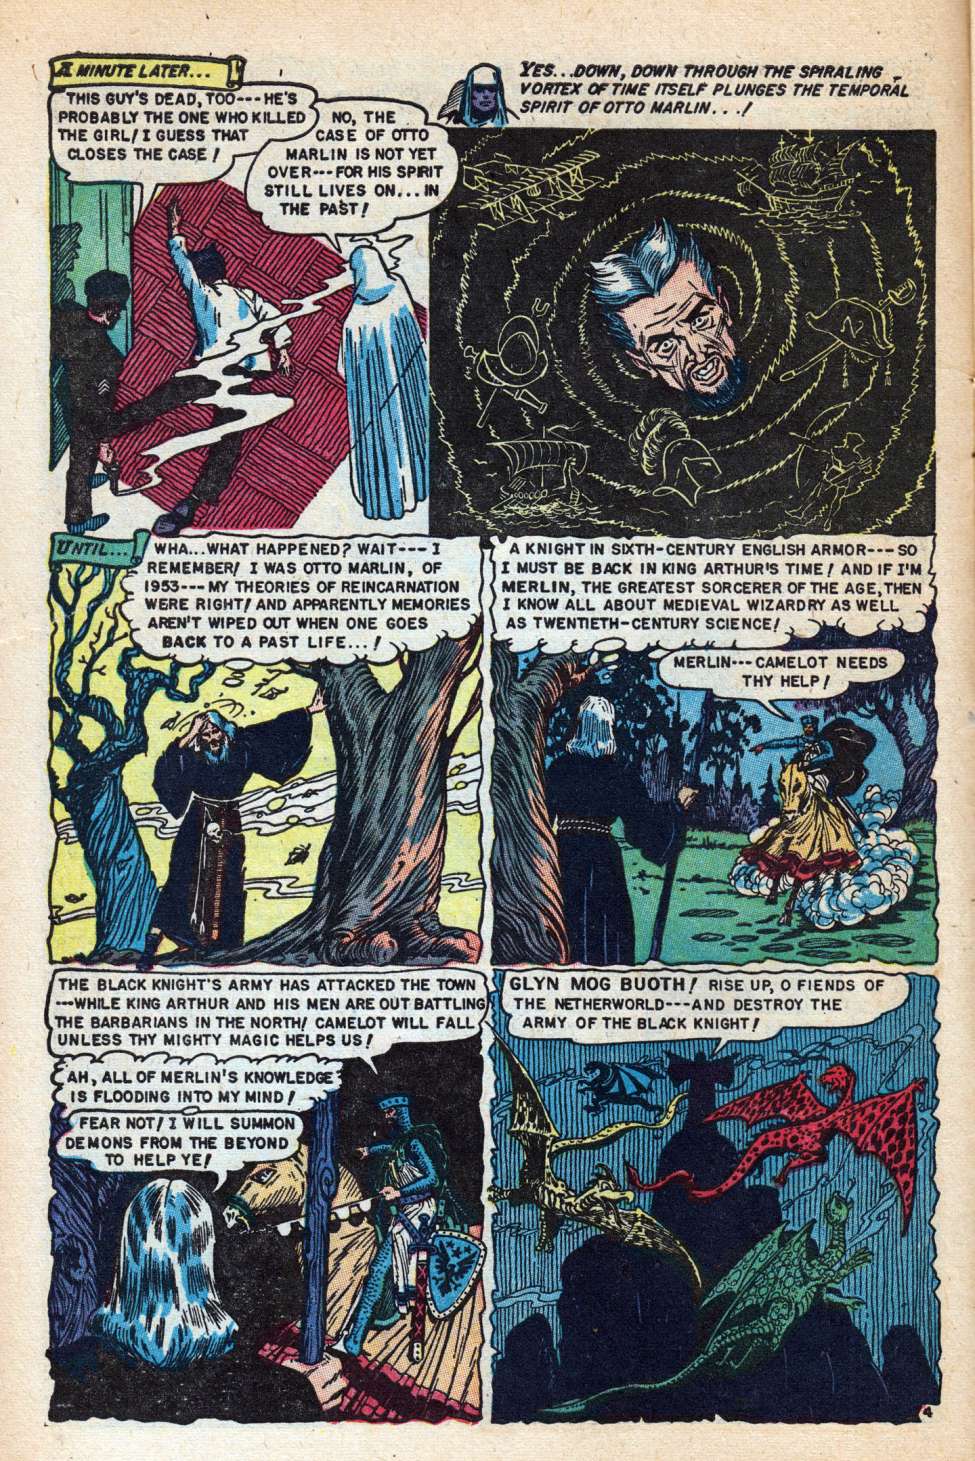 A MINUTE LATER...
THIS GUY'S DEAD, TOO---HE'S
PROBABLY THE ONE WHO KILLED
THE GIRL! I GUESS THAT
CLOSES THE CASE!
NO, THE
CASE OF OTTO
MARLIN IS NOT YET
OVER---FOR HIS SPIRIT
STILL LIVES ON...IN
THE PAST!
YES...DOWN, DOWN THROUGH THE SPIRALING
VORTEX OF TIME ITSELF PLUNGES THE TEMPORAL
SPIRIT OF OTTO MARLIN...!
UNTIL...
WHA...WHAT HAPPENED? WAIT---I
REMEMBER! I WAS OTTO MARLIN, OF
1953---MY THEORIES OF REINCARNATION
WERE RIGHT! AND APPARENTLY MEMORIES
AREN'T WIPED OUT WHEN ONE GOES
BACK TO A PAST LIFE...!
A KNIGHT IN SIXTH-CENTURY ENGLISH ARMOR---SO
I MUST BE BACK IN KING ARTHUR'S TIME! AND IF I'M
MERLIN, THE GREATEST SORCERER OF THE AGE, THEN
I KNOW ALL ABOUT MEDIEVAL WIZARDRY AS WELL
AS TWENTIETH-CENTURY SCIENCE!
MERLIN---CAMELOT NEEDS
THY HELP!
THE BLACK KNIGHT'S ARMY HAS ATTACKED THE TOWN
---WHILE KING ARTHUR AND HIS MEN ARE OUT BATTLING
THE BARBARIANS IN THE NORTH! CAMELOT WILL FALL
UNLESS THY MIGHTY MAGIC HELPS US!
AH, ALL OF MERLIN'S KNOWLEDGE
IS FLOODING INTO MY MIND!
FEAR NOT! I WILL SUMMON
DEMONS FROM THE BEYOND
TO HELP YE!
GLYN MOG BUOTH! RISE UP, O FIENDS OF
THE NETHERWORLD---AND DESTROY THE
ARMY OF THE BLACK KNIGHT!
4